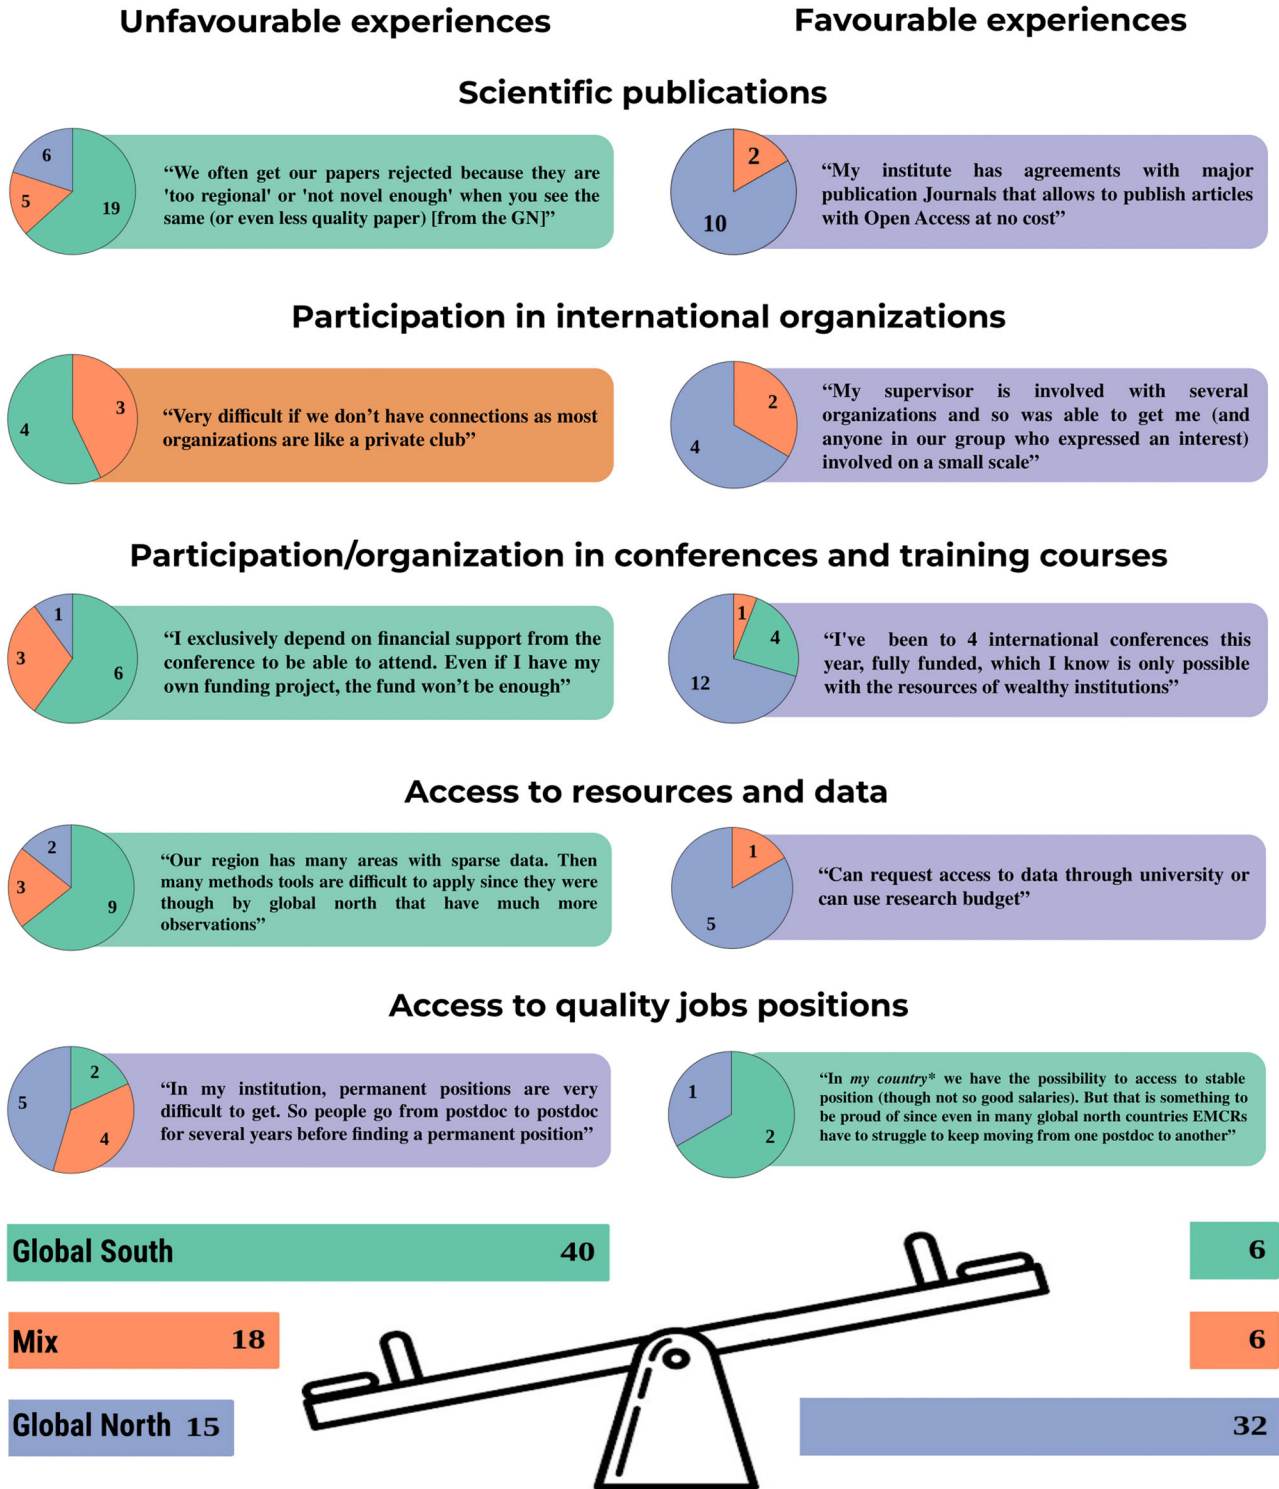 Unfavourable experiences
Favourable experiences
Scientific publications
6
5
19
“We often get our papers rejected because they are
'too regional' or 'not novel enough' when you see the
same (or even less quality paper) [from the GN]”
2
10
“My institute has agreements with major
publication Journals that allows to publish articles
with Open Access at no cost”
Participation in international organizations
4
3
“Very difficult if we don’t have connections as most
organizations are like a private club”
2
4
“My supervisor is involved with several
organizations and so was able to get me (and
anyone in our group who expressed an interest)
involved on a small scale”
Participation/organization in conferences and training courses
1
3
6
“I exclusively depend on financial support from the
conference to be able to attend. Even if I have my
own funding project, the fund won’t be enough”
1
4
12
“I've been to 4 international conferences this
year, fully funded, which I know is only possible
with the resources of wealthy institutions”
Access to resources and data
2
3
9
“Our region has many areas with sparse data. Then
many methods tools are difficult to apply since they were
though by global north that have much more
observations”
1
5
“Can request access to data through university or
can use research budget”
Access to quality jobs positions
2
5
4
“In my institution, permanent positions are very
difficult to get. So people go from postdoc to postdoc
for several years before finding a permanent position”
1
2
“In my country* we have the possibility to access to stable
position (though not so good salaries). But that is something to
be proud of since even in many global north countries EMCRs
have to struggle to keep moving from one postdoc to another”
Global South 40
6
Mix 18
6
Global North 15
32